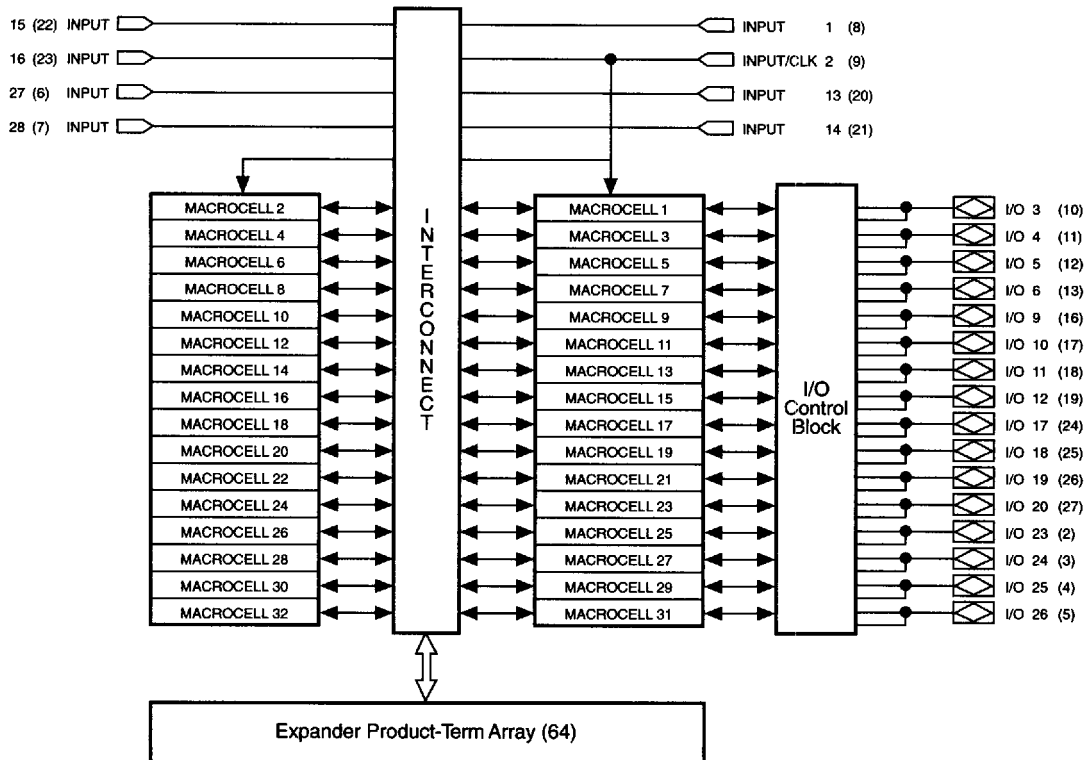 15 (22) INPUT
INPUT 1 (8)
16 (23) INPUT
INPUT/CLK 2 (9)
27 (6) INPUT
INPUT 13 (20)
28 (7) INPUT
INPUT 14 (21)
INTERCONNECT
MACROCELL 2
MACROCELL 4
MACROCELL 6
MACROCELL 8
MACROCELL 10
MACROCELL 12
MACROCELL 14
MACROCELL 16
MACROCELL 18
MACROCELL 20
MACROCELL 22
MACROCELL 24
MACROCELL 26
MACROCELL 28
MACROCELL 30
MACROCELL 32
MACROCELL 1
MACROCELL 3
MACROCELL 5
MACROCELL 7
MACROCELL 9
MACROCELL 11
MACROCELL 13
MACROCELL 15
MACROCELL 17
MACROCELL 19
MACROCELL 21
MACROCELL 23
MACROCELL 25
MACROCELL 27
MACROCELL 29
MACROCELL 31
I/O
Control
Block
I/O 3 (10)
I/O 4 (11)
I/O 5 (12)
I/O 6 (13)
I/O 9 (16)
I/O 10 (17)
I/O 11 (18)
I/O 12 (19)
I/O 17 (24)
I/O 18 (25)
I/O 19 (26)
I/O 20 (27)
I/O 23 (2)
I/O 24 (3)
I/O 25 (4)
I/O 26 (5)
Expander Product-Term Array (64)